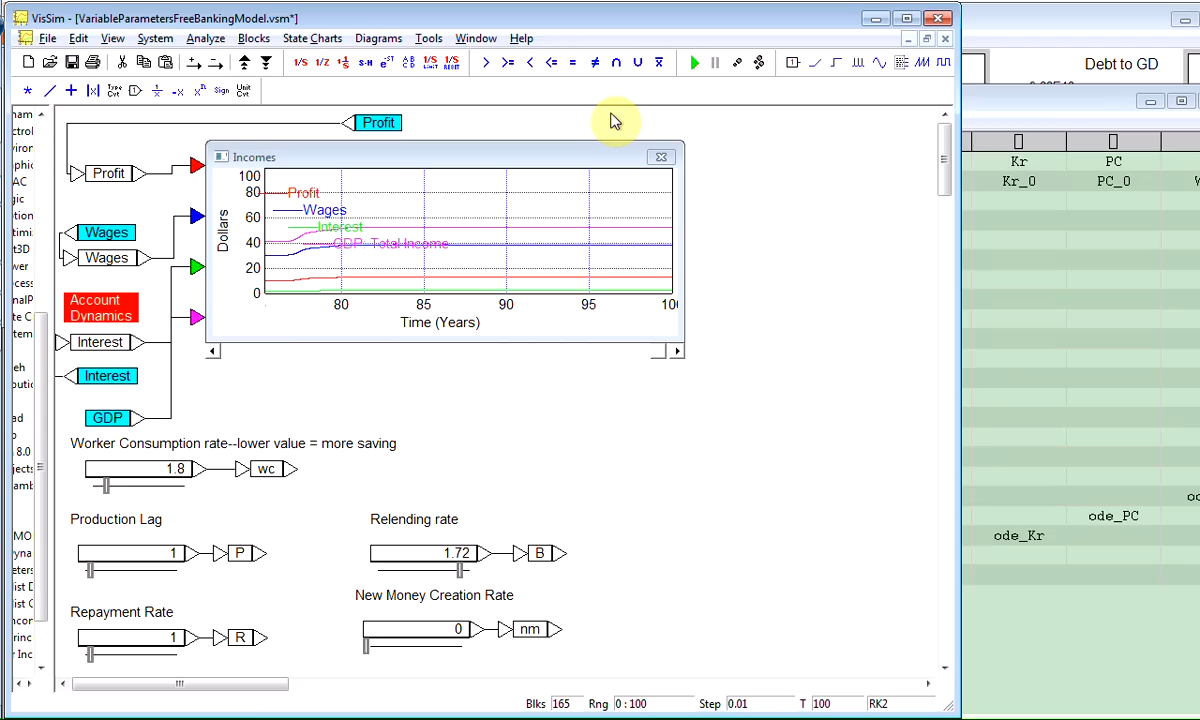 VisSim - [VariableParametersFreeBankingModel.vsm*]
File Edit View System Analyze Blocks State Charts Diagrams Tools Window Help
Debt to GD
Profit
Incomes
Profit
Dollars
100
80
60
40
20
0
Profit
Wages
Interest
GDP: Total Income
80 85 90 95
Time (Years)
Wages
Wages
Account
Dynamics
Interest
Interest
GDP
Worker Consumption rate--lower value = more saving
1.8 wc
Production Lag
1 P
Relending rate
1.72 B
Repayment Rate
1 R
New Money Creation Rate
0 nm
Kr PC
Kr_0 PC_0
ode_PC
ode_Kr
Blks 165 Rng 0 : 100 Step 0.01 T 100 RK2